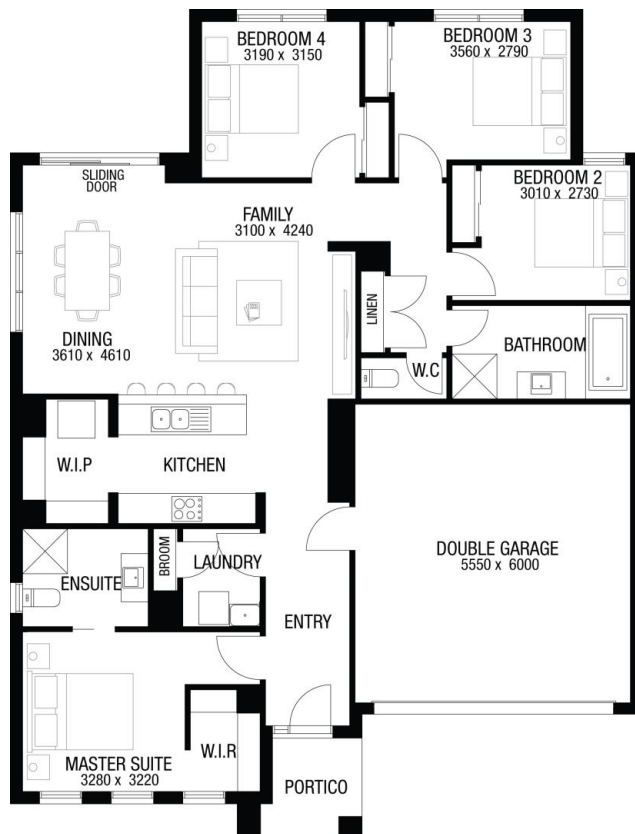 BEDROOM 4
3190 x 3150
BEDROOM 3
3560 x 2790
SLIDING
DOOR
BEDROOM 2
3010 x 2730
FAMILY
3100 x 4240
LINEN
DINING
3610 x 4610
BATHROOM
W.C
W.I.P
KITCHEN
DOUBLE GARAGE
5550 x 6000
BROOM
LAUNDRY
ENSUITE
ENTRY
W.I.R
MASTER SUITE
3280 x 3220
PORTICO